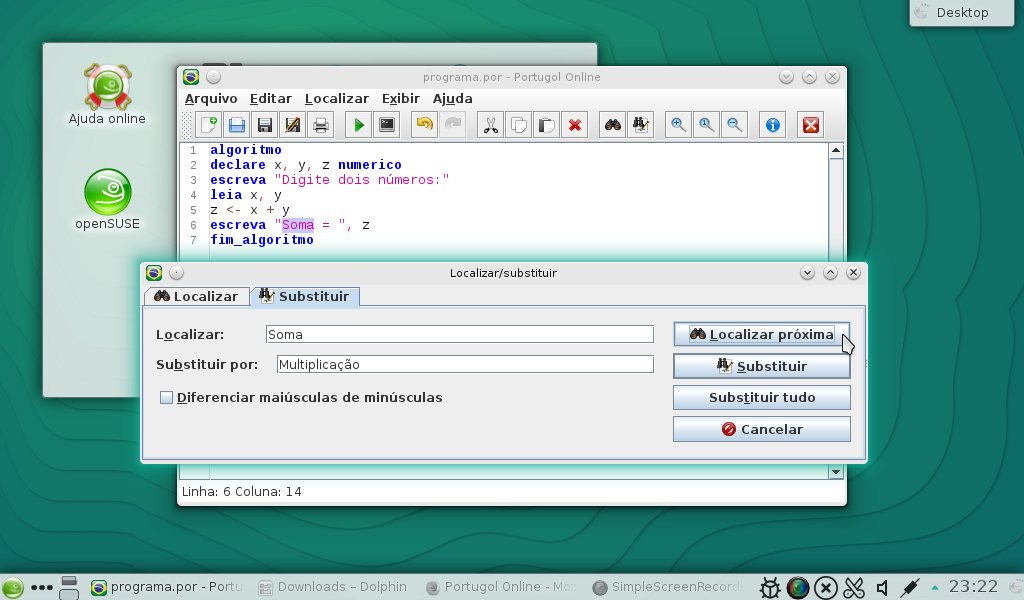 Desktop
Ajuda online
openSUSE
programa.por - Portugol Online
Arquivo Editar Localizar Exibir Ajuda
1 algoritmo
2 declare x, y, z numerico
3 escreva "Digite dois números:"
4 leia x, y
5 z <- x + y
6 escreva "Soma = ", z
7 fim_algoritmo
Localizar/substituir
Localizar Substituir
Localizar: Soma
Localizar próxima
Substituir por: Multiplicação
Substituir
Diferenciar maiúsculas de minúsculas
Substituir tudo
Cancelar
Linha: 6 Coluna: 14
programa.por - Portu
Downloads – Dolphin
Portugol Online - Mo
SimpleScreenRecord
23:22